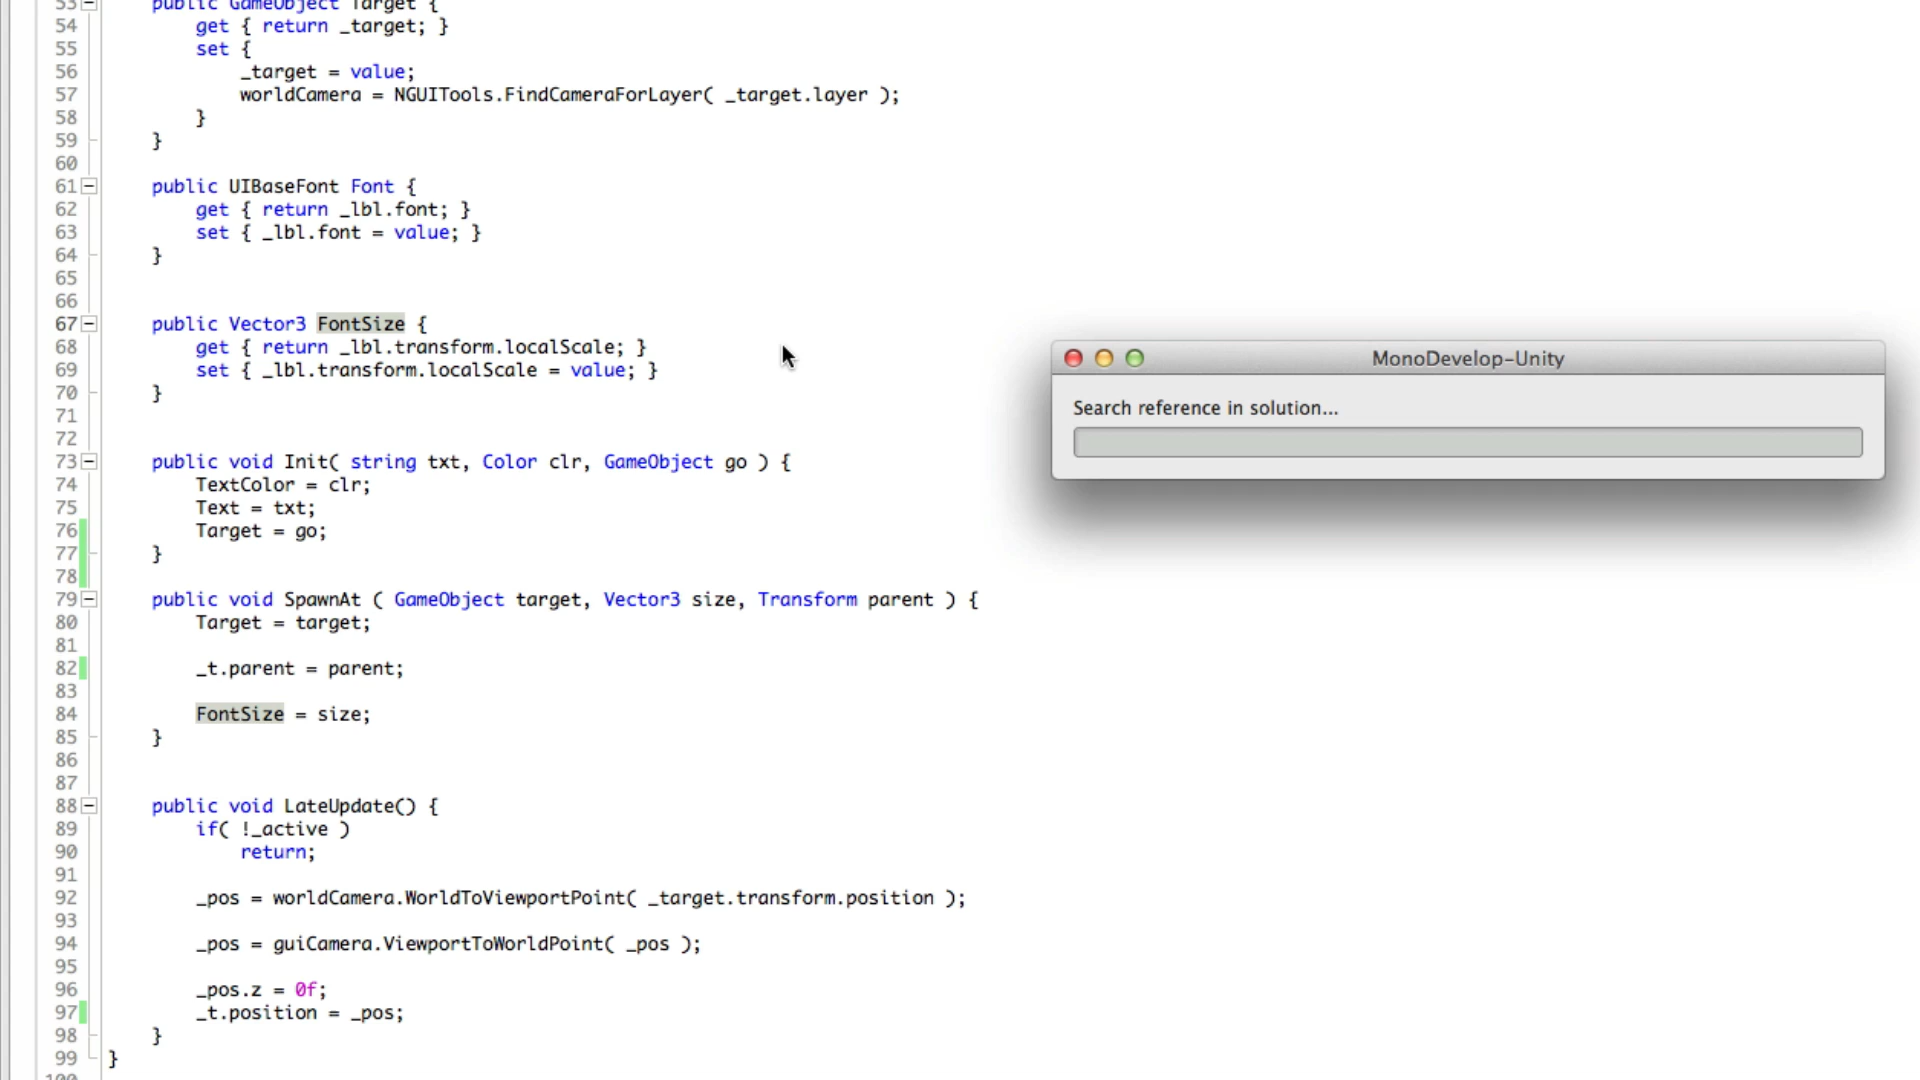 53 public GameObject Target {
54 get { return _target; }
55 set {
56 _target = value;
57 worldCamera = NGUITools.FindCameraForLayer( _target.layer );
58 }
59 }
60
61 public UIBaseFont Font {
62 get { return _lbl.font; }
63 set { _lbl.font = value; }
64 }
65
66
67 public Vector3 FontSize {
68 get { return _lbl.transform.localScale; }
69 set { _lbl.transform.localScale = value; }
70 }
71
72
73 public void Init( string txt, Color clr, GameObject go ) {
74 TextColor = clr;
75 Text = txt;
76 Target = go;
77 }
78
79 public void SpawnAt ( GameObject target, Vector3 size, Transform parent ) {
80 Target = target;
81
82 _t.parent = parent;
83
84 FontSize = size;
85 }
86
87
88 public void LateUpdate() {
89 if( !_active )
90 return;
91
92 _pos = worldCamera.WorldToViewportPoint( _target.transform.position );
93
94 _pos = guiCamera.ViewportToWorldPoint( _pos );
95
96 _pos.z = 0f;
97 _t.position = _pos;
98 }
99 }
100
MonoDevelop-Unity
Search reference in solution...